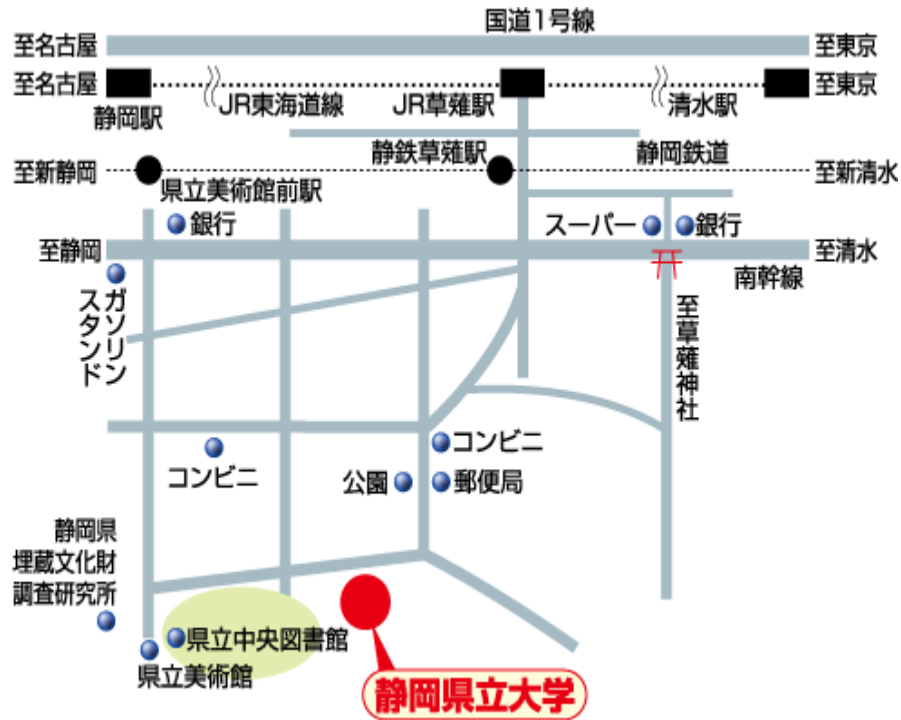 国道1号線
至名古屋
至東京
至名古屋
至東京
静岡駅
JR東海道線
JR草薙駅
清水駅
静鉄草薙駅
静岡鉄道
至新静岡
至新清水
県立美術館前駅
銀行
スーパー
銀行
至静岡
至清水
南幹線
ガソリン
スタンド
至草薙神社
コンビニ
コンビニ
公園
郵便局
静岡県
埋蔵文化財
調査研究所
県立中央図書館
県立美術館
静岡県立大学